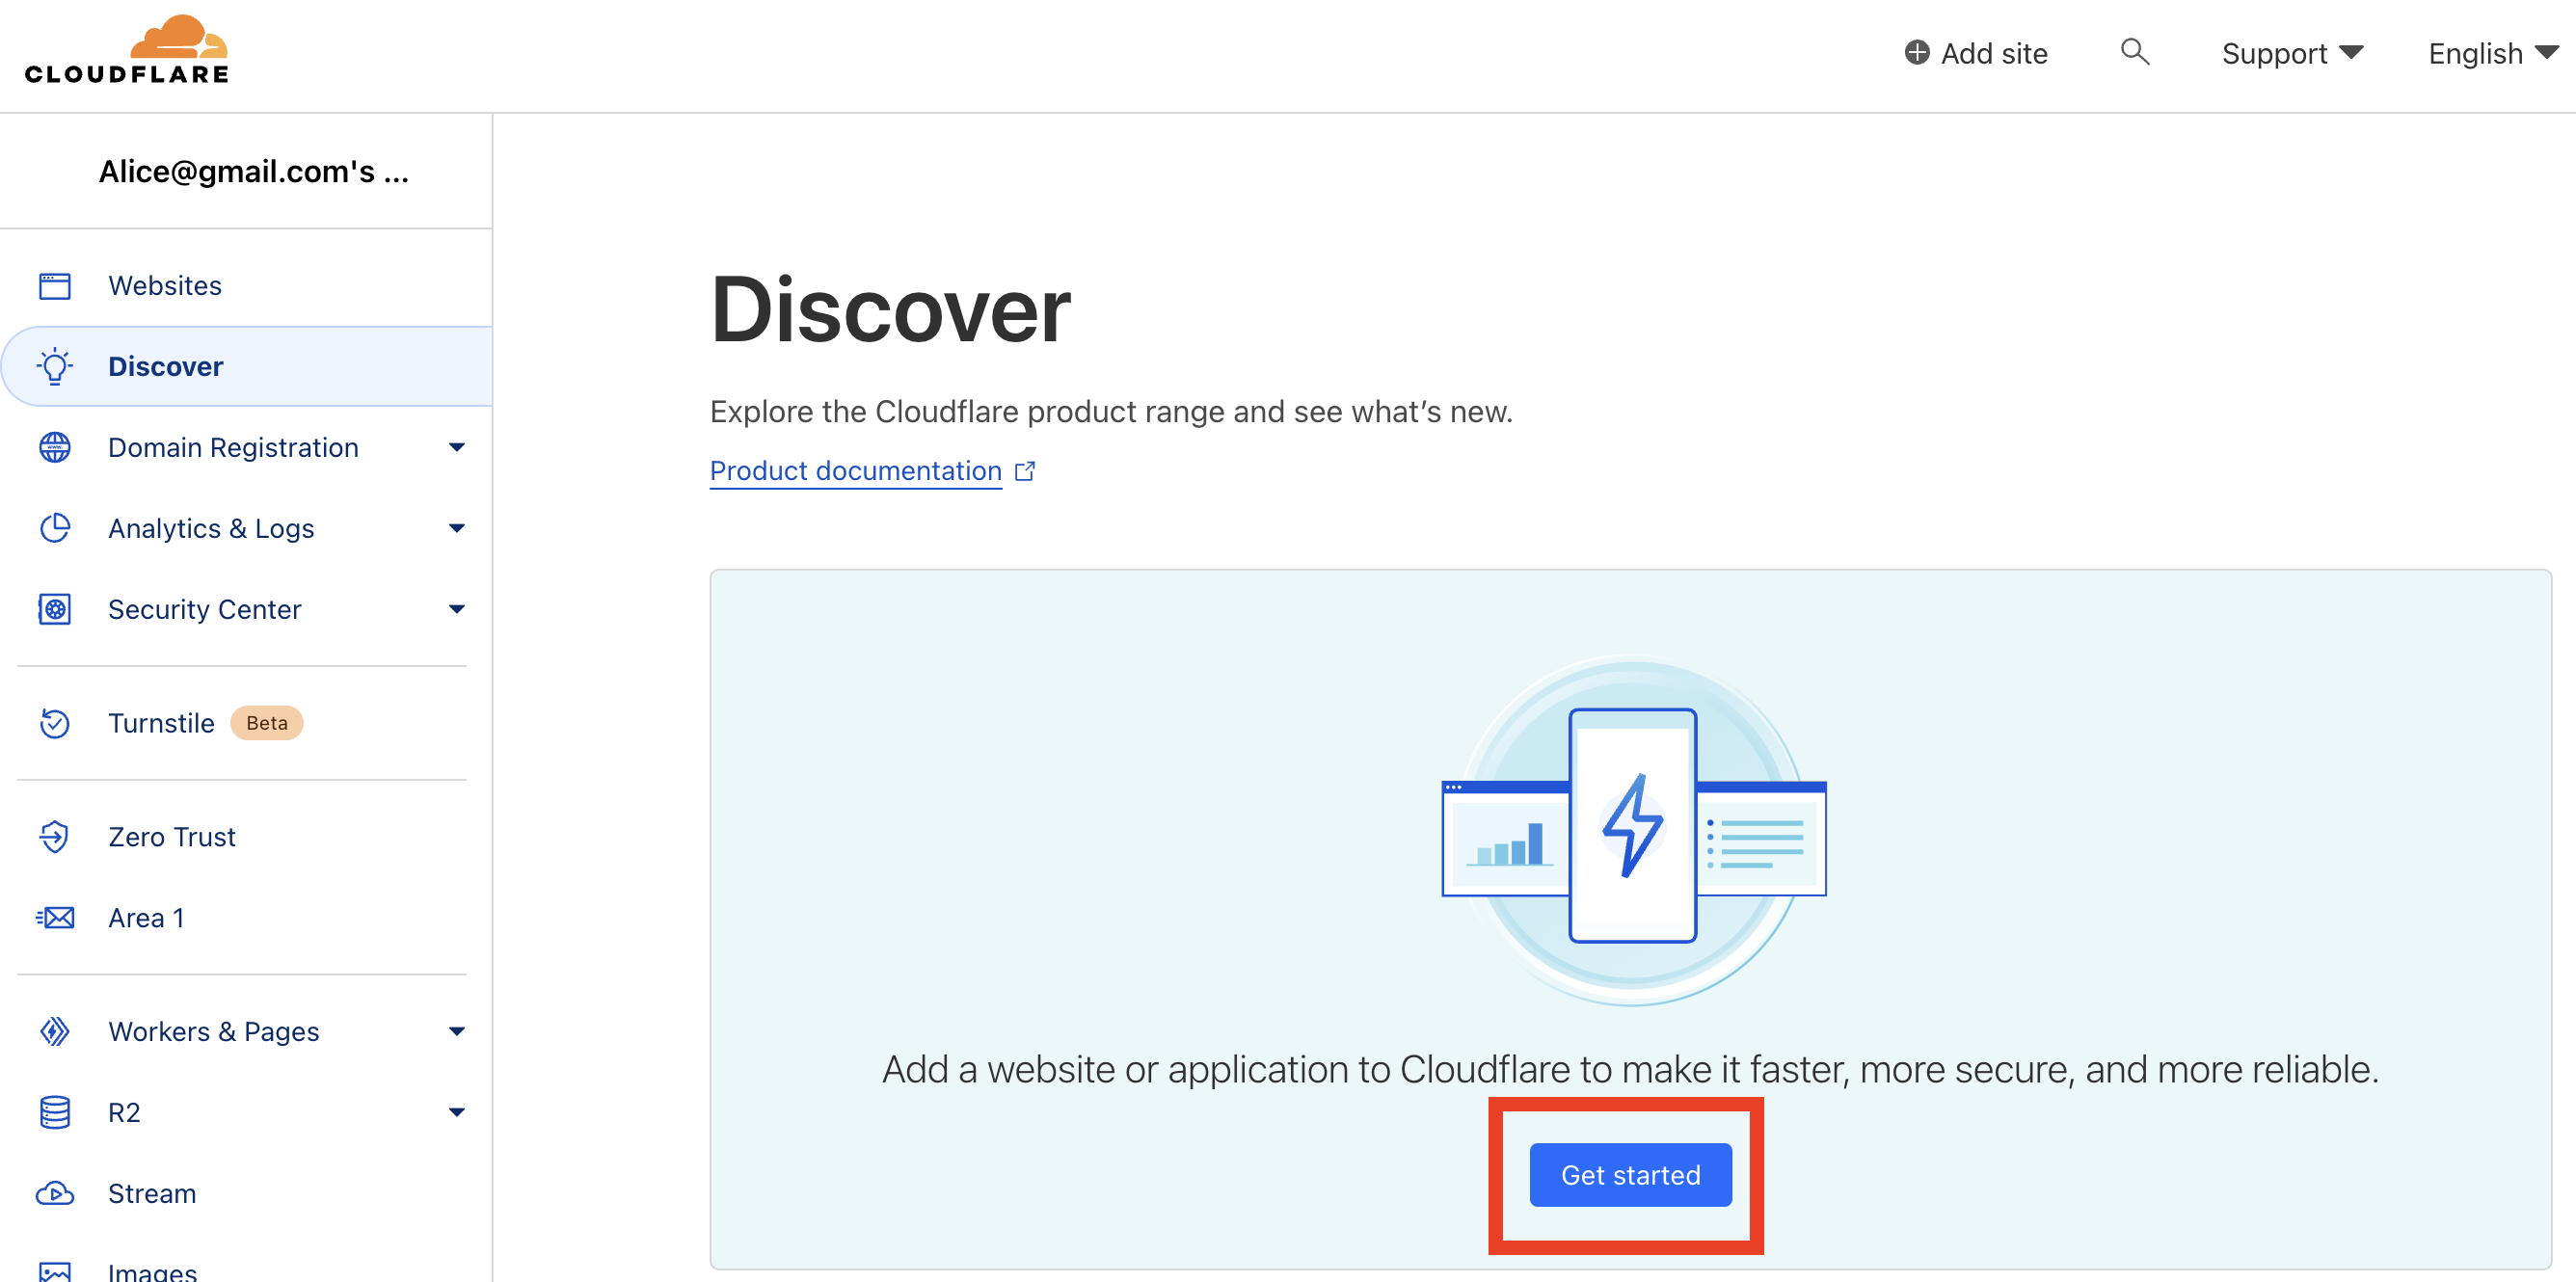 CLOUDFLARE
Add site
Support
English
Alice@gmail.com's ...
Websites
Discover
Domain Registration
Analytics & Logs
Security Center
Turnstile Beta
Zero Trust
Area 1
Workers & Pages
R2
Stream
Images
Discover
Explore the Cloudflare product range and see what’s new.
Product documentation
Add a website or application to Cloudflare to make it faster, more secure, and more reliable.
Get started